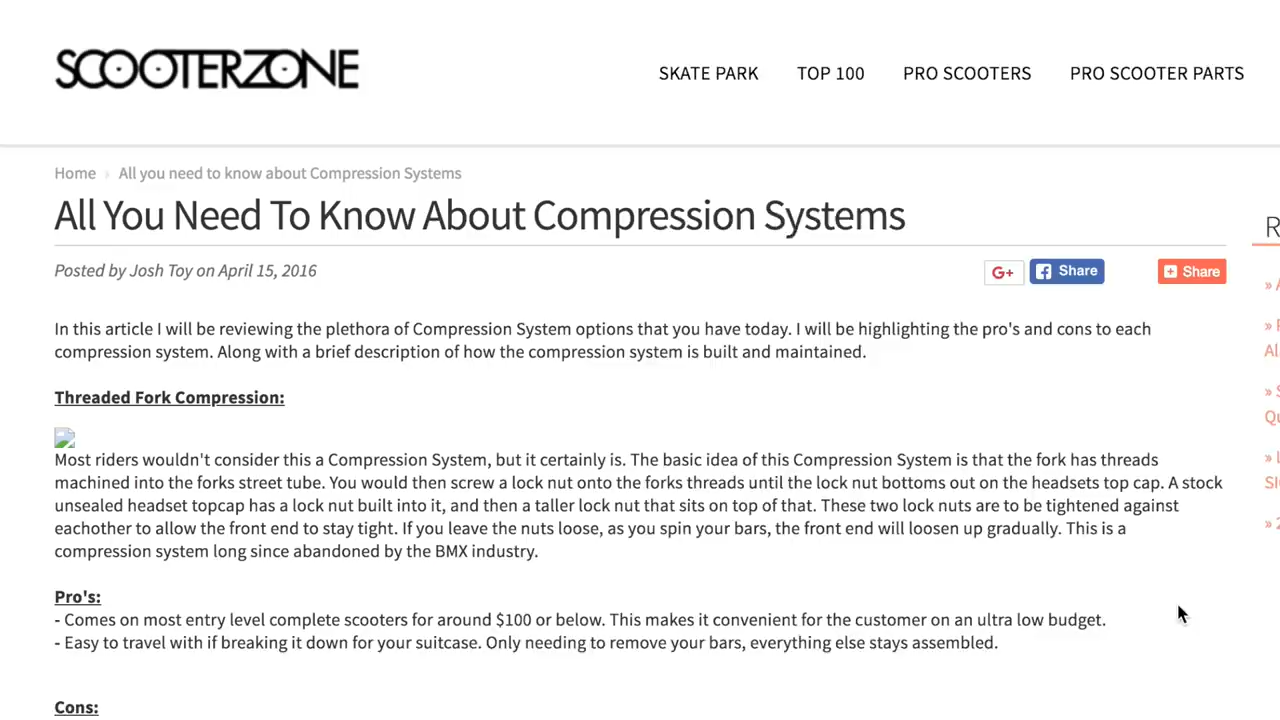 SCOOTERZONE
SKATE PARK TOP 100 PRO SCOOTERS PRO SCOOTER PARTS
Home › All you need to know about Compression Systems
All You Need To Know About Compression Systems
Posted by Josh Toy on April 15, 2016
G+ Share Share
In this article I will be reviewing the plethora of Compression System options that you have today. I will be highlighting the pro's and cons to each
compression system. Along with a brief description of how the compression system is built and maintained.
Threaded Fork Compression:
Most riders wouldn't consider this a Compression System, but it certainly is. The basic idea of this Compression System is that the fork has threads
machined into the forks street tube. You would then screw a lock nut onto the forks threads until the lock nut bottoms out on the headsets top cap. A stock
unsealed headset topcap has a lock nut built into it, and then a taller lock nut that sits on top of that. These two lock nuts are to be tightened against
eachother to allow the front end to stay tight. If you leave the nuts loose, as you spin your bars, the front end will loosen up gradually. This is a
compression system long since abandoned by the BMX industry.
Pro's:
- Comes on most entry level complete scooters for around $100 or below. This makes it convenient for the customer on an ultra low budget.
- Easy to travel with if breaking it down for your suitcase. Only needing to remove your bars, everything else stays assembled.
Cons: